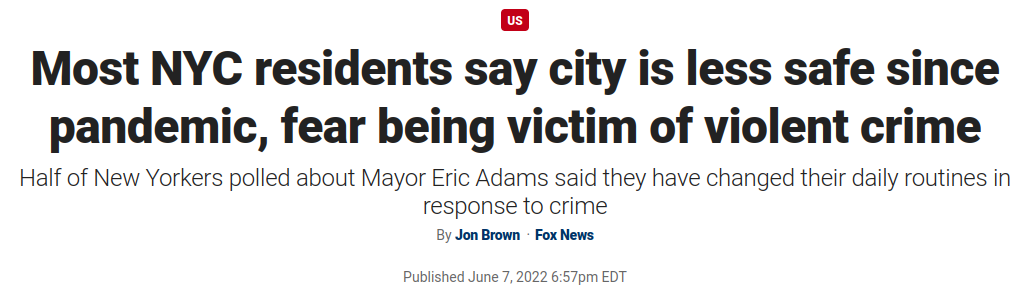 US
Most NYC residents say city is less safe since
pandemic, fear being victim of violent crime
Half of New Yorkers polled about Mayor Eric Adams said they have changed their daily routines in
response to crime
By Jon Brown · Fox News
Published June 7, 2022 6:57pm EDT